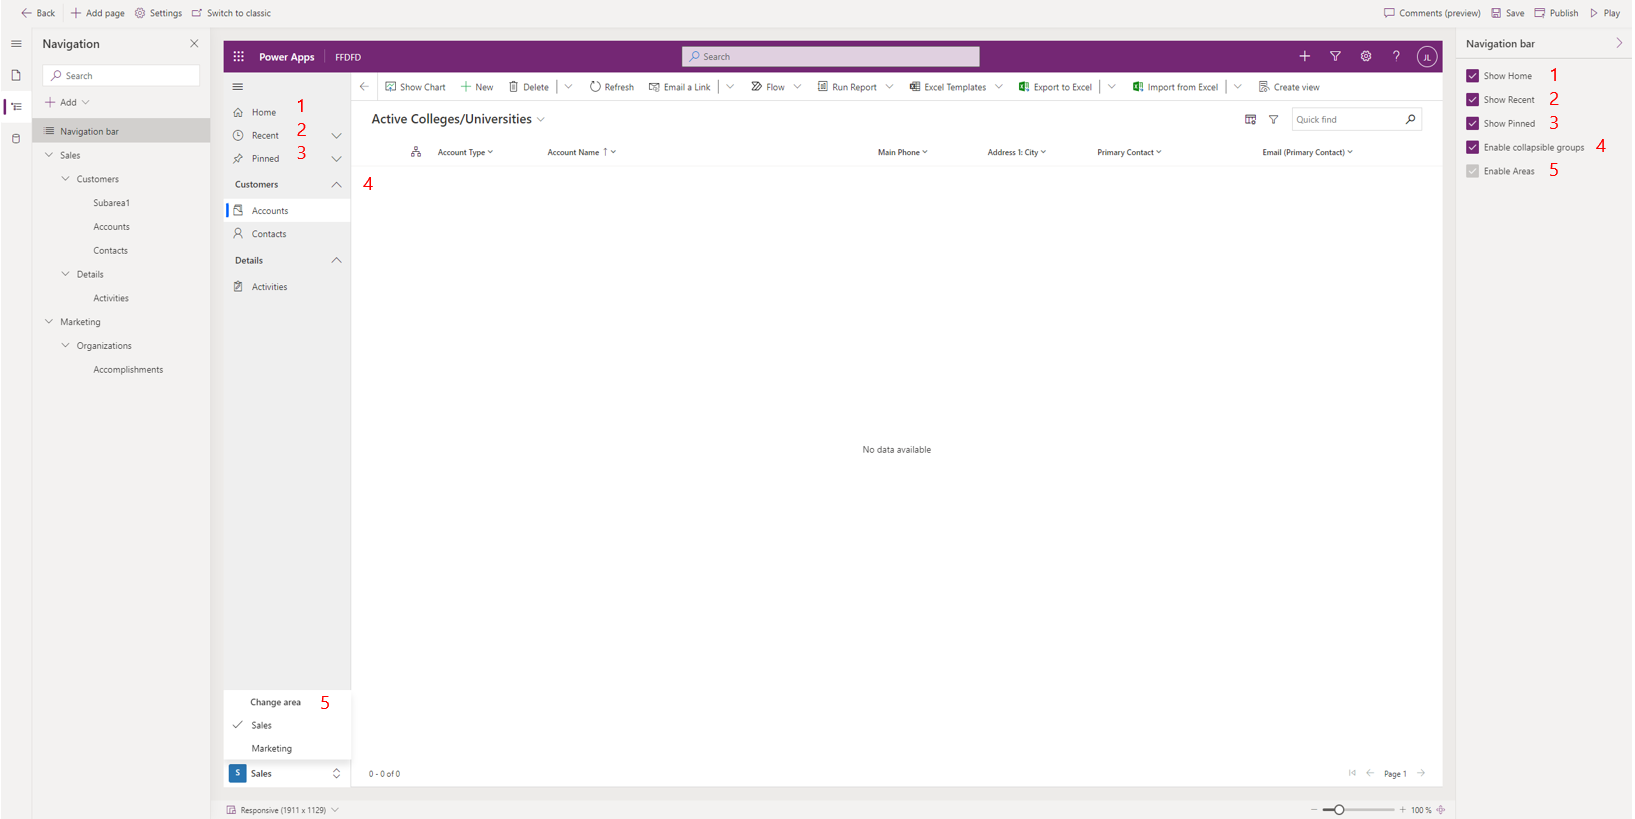 Back Add page Settings Switch to classic Comments (preview) Save Publish Play
Navigation
Search
Add
Navigation bar
Sales
Customers
Subarea1
Accounts
Contacts
Details
Activities
Marketing
Organizations
Accomplishments
Power Apps FFDFD Search ? JL
Home 1
Recent 2
Pinned 3
Customers 4
Accounts
Contacts
Details
Activities
Change area 5
Sales
Marketing
S Sales
Show Chart New Delete Refresh Email a Link Flow Run Report Excel Templates Export to Excel Import from Excel Create view
Active Colleges/Universities Quick find
Account Type Account Name Main Phone Address 1: City Primary Contact Email (Primary Contact)
No data available
0 - 0 of 0 Page 1
Responsive (1911 x 1129) 100 %
Navigation bar
Show Home 1
Show Recent 2
Show Pinned 3
Enable collapsible groups 4
Enable Areas 5